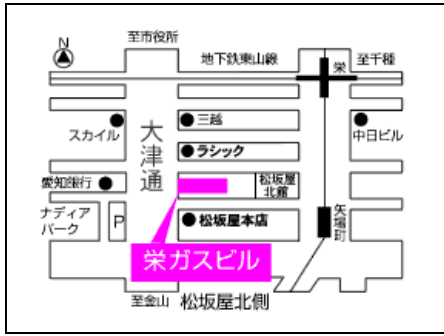 至市役所
N
地下鉄東山線
栄
至千種
スカイル
三越
中日ビル
大津通
ラシック
愛知銀行
松坂屋
北館
ナディア
パーク
P
松坂屋本店
矢場町
栄ガスビル
至金山
松坂屋北側